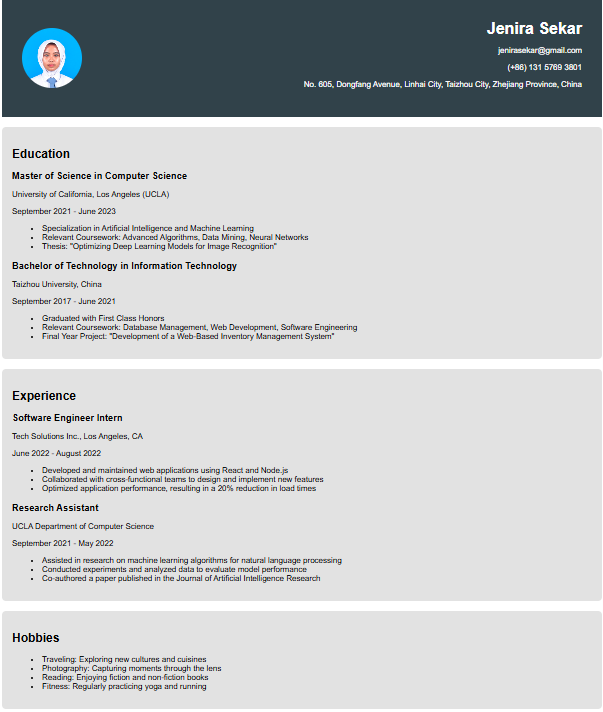 Jenira Sekar
jenirasekar@gmail.com
(+86) 131 5769 3801
No. 605, Dongfang Avenue, Linhai City, Taizhou City, Zhejiang Province, China
Education
Master of Science in Computer Science
University of California, Los Angeles (UCLA)
September 2021 - June 2023
• Specialization in Artificial Intelligence and Machine Learning
• Relevant Coursework: Advanced Algorithms, Data Mining, Neural Networks
• Thesis: "Optimizing Deep Learning Models for Image Recognition"
Bachelor of Technology in Information Technology
Taizhou University, China
September 2017 - June 2021
• Graduated with First Class Honors
• Relevant Coursework: Database Management, Web Development, Software Engineering
• Final Year Project: "Development of a Web-Based Inventory Management System"
Experience
Software Engineer Intern
Tech Solutions Inc., Los Angeles, CA
June 2022 - August 2022
• Developed and maintained web applications using React and Node.js
• Collaborated with cross-functional teams to design and implement new features
• Optimized application performance, resulting in a 20% reduction in load times
Research Assistant
UCLA Department of Computer Science
September 2021 - May 2022
• Assisted in research on machine learning algorithms for natural language processing
• Conducted experiments and analyzed data to evaluate model performance
• Co-authored a paper published in the Journal of Artificial Intelligence Research
Hobbies
• Traveling: Exploring new cultures and cuisines
• Photography: Capturing moments through the lens
• Reading: Enjoying fiction and non-fiction books
• Fitness: Regularly practicing yoga and running